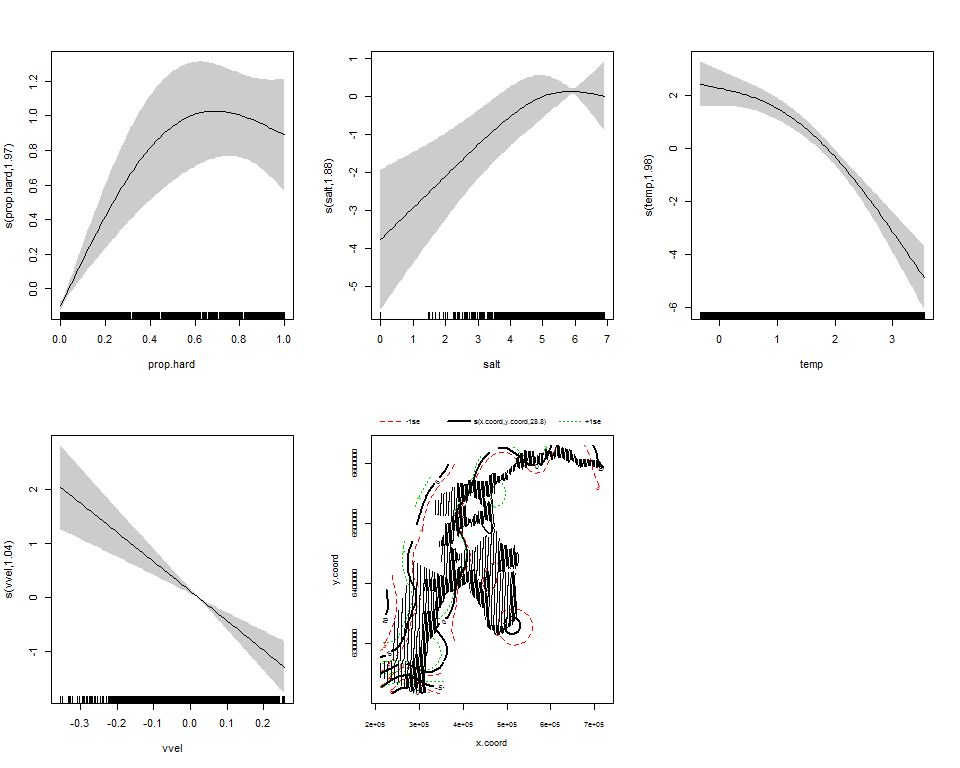 s(prop.hard,1.97)
0.0 0.2 0.4 0.6 0.8 1.0 1.2
0.0 0.2 0.4 0.6 0.8 1.0
prop.hard
s(salt,1.88)
-5 -4 -3 -2 -1 0 1
0 1 2 3 4 5 6 7
salt
s(temp,1.98)
-6 -4 -2 0 2
0 1 2 3
temp
s(vvel,1.04)
-1 0 1 2
-0.3 -0.2 -0.1 0.0 0.1 0.2
vvel
-1se s(x.coord,y.coord,28.8) +1se
y.coord
2e+05 3e+05 4e+05 5e+05 6e+05 7e+05
x.coord